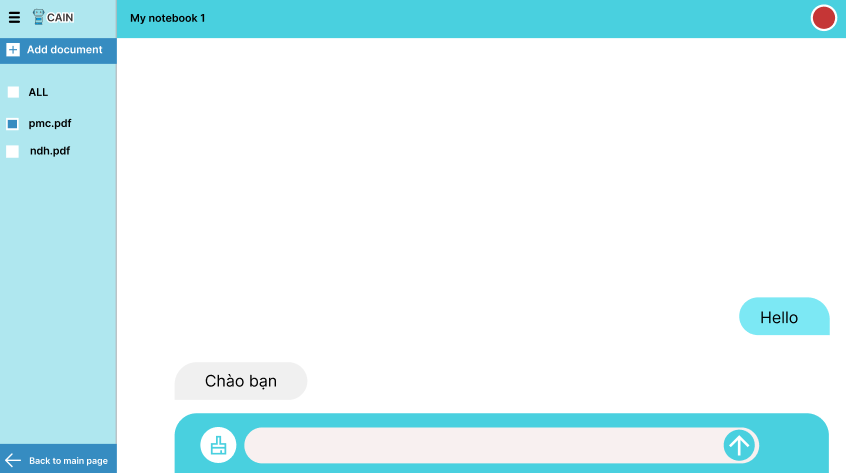 CAIN
My notebook 1
Add document
ALL
pmc.pdf
ndh.pdf
Hello
Chào bạn
Back to main page